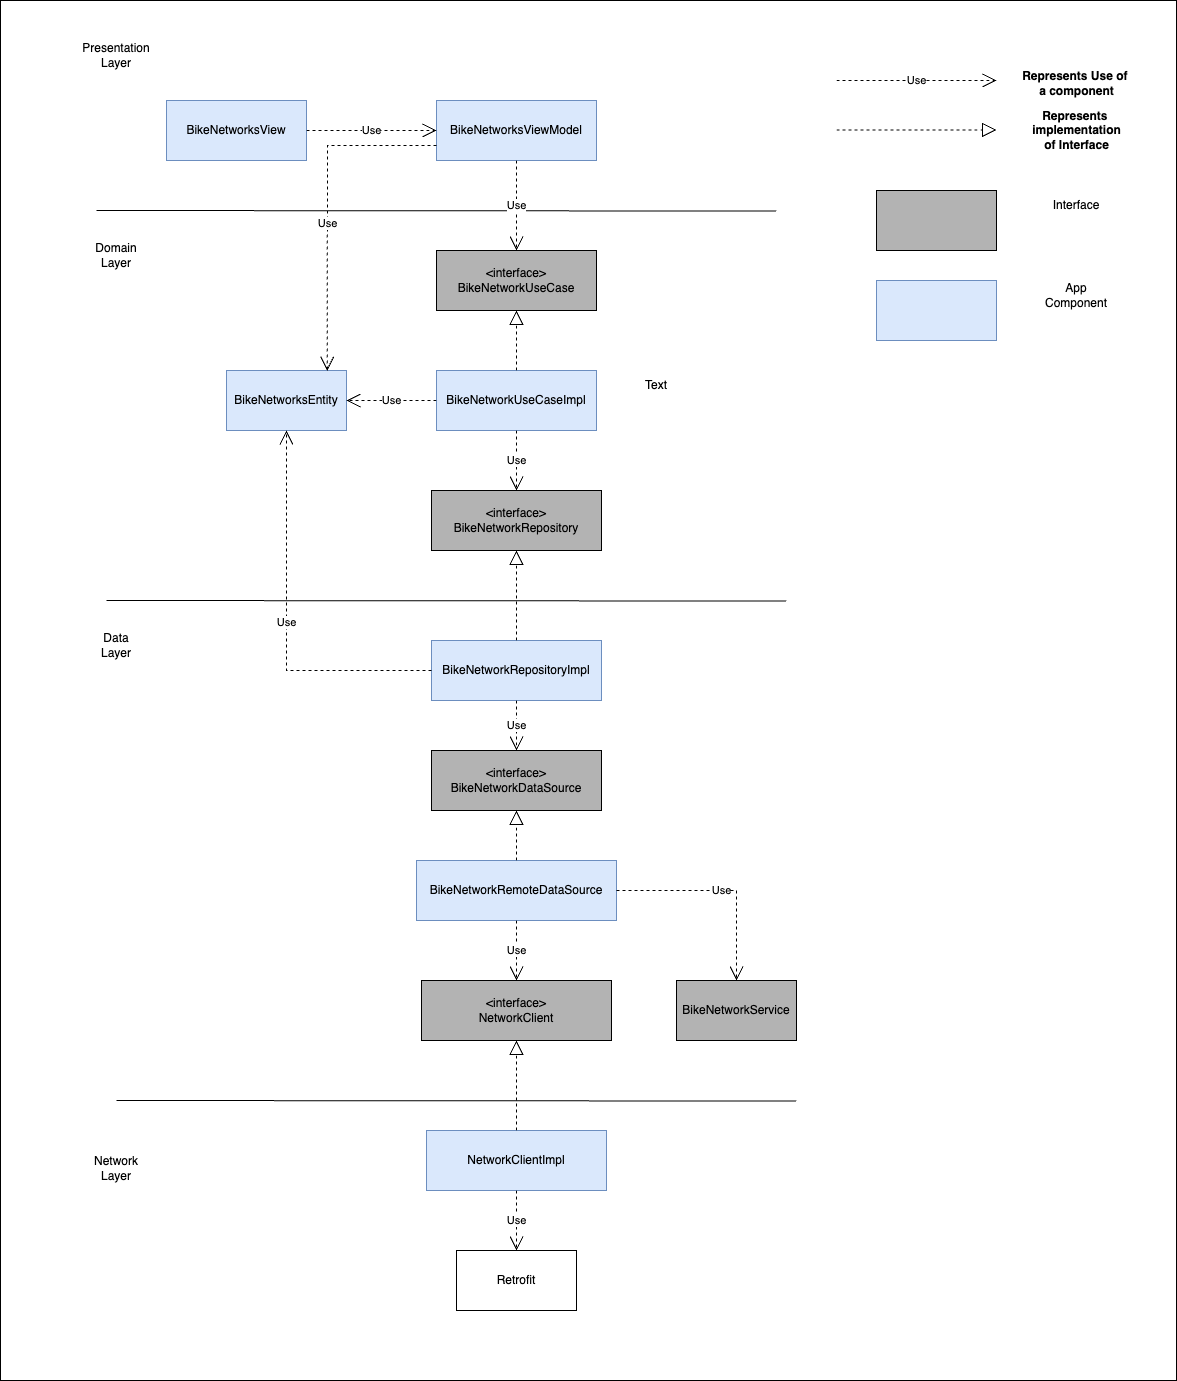 Presentation
Layer
Use
Represents Use of
a component
Represents
implementation
of Interface
BikeNetworksView
Use
BikeNetworksViewModel
Use
Interface
Use
Domain
Layer
<interface>
BikeNetworkUseCase
App
Component
BikeNetworksEntity
Use
BikeNetworkUseCaseImpl
Text
Use
<interface>
BikeNetworkRepository
Use
Data
Layer
BikeNetworkRepositoryImpl
Use
<interface>
BikeNetworkDataSource
BikeNetworkRemoteDataSource
Use
Use
<interface>
NetworkClient
BikeNetworkService
Network
Layer
NetworkClientImpl
Use
Retrofit